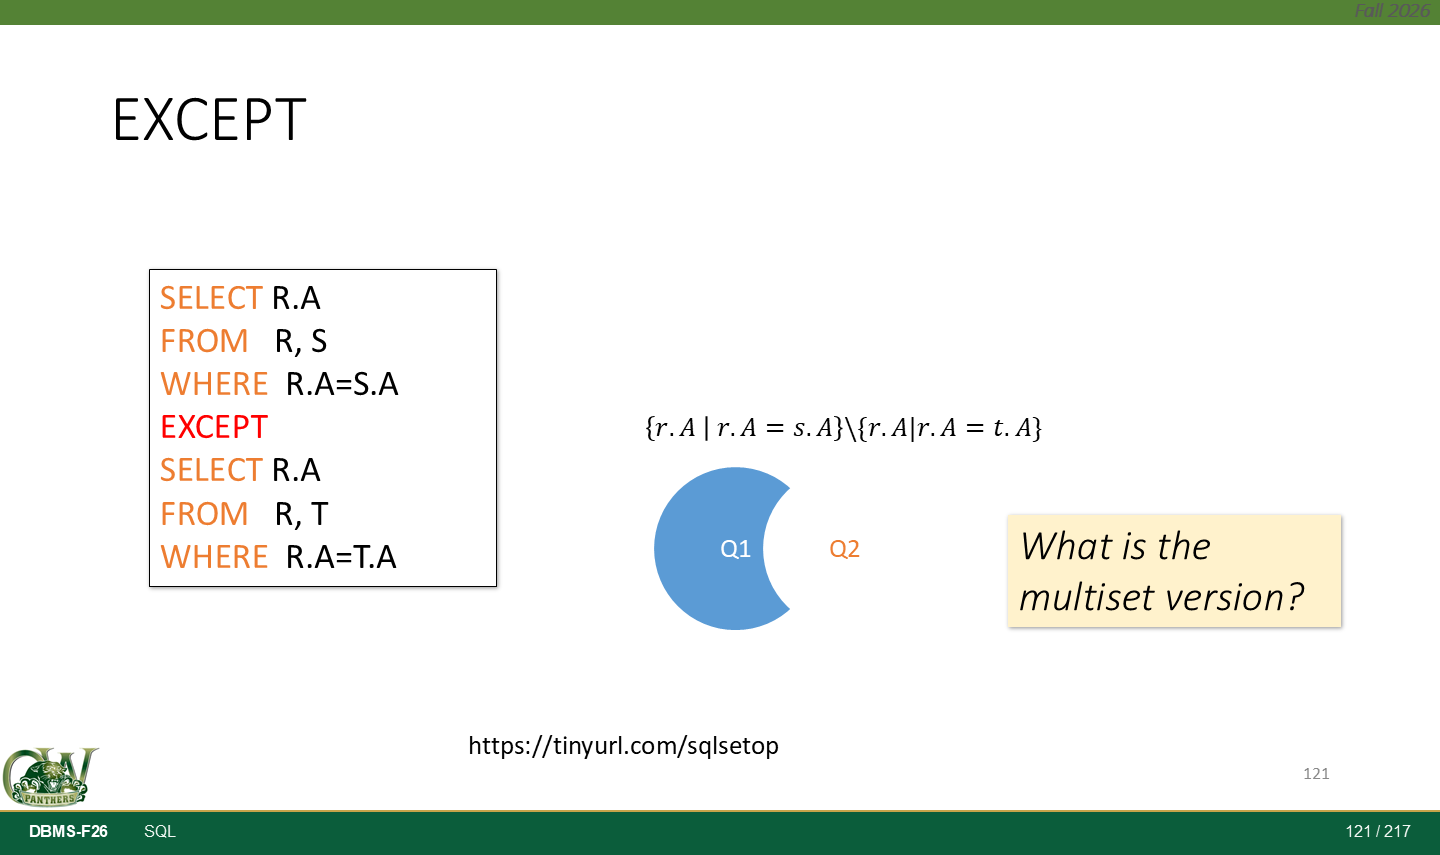 Fall 2026
EXCEPT
SELECT R.A
FROM R, S
WHERE R.A=S.A
EXCEPT
SELECT R.A
FROM R, T
WHERE R.A=T.A
{r.A | r.A = s.A}\{r.A|r.A = t.A}
Q1
Q2
What is the
multiset version?
https://tinyurl.com/sqlsetop
121
OW
PANTHERS
DBMS-F26 SQL 121 / 217